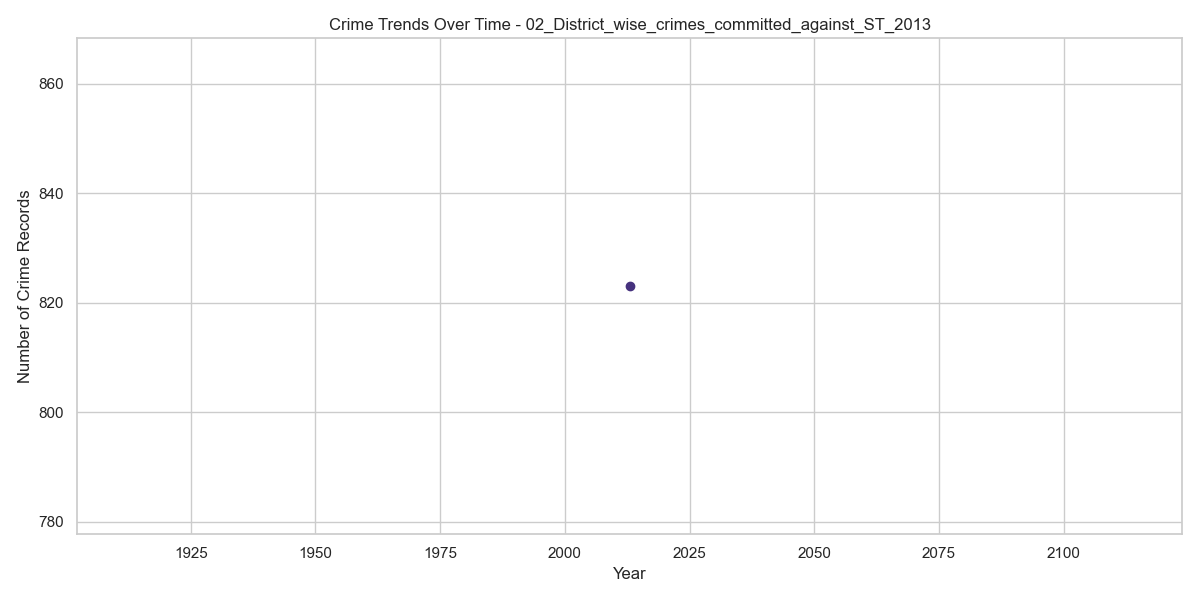 Crime Trends Over Time - 02_District_wise_crimes_committed_against_ST_2013
Number of Crime Records
860
840
820
800
780
1925 1950 1975 2000 2025 2050 2075 2100
Year